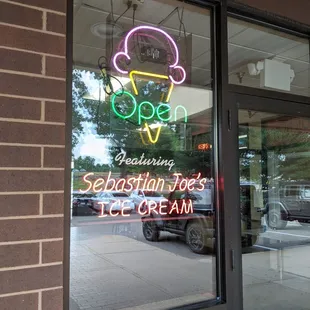 Open
Featuring
Sebastian Joe's
ICE CREAM